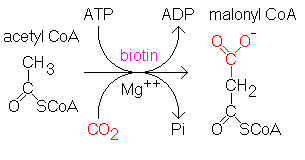 ATP ADP malonyl CoA
acetyl CoA biotin O O⁻
CH₃ Mg⁺⁺ C
C CH₂
O SCoA C
CO₂ Pi O SCoA